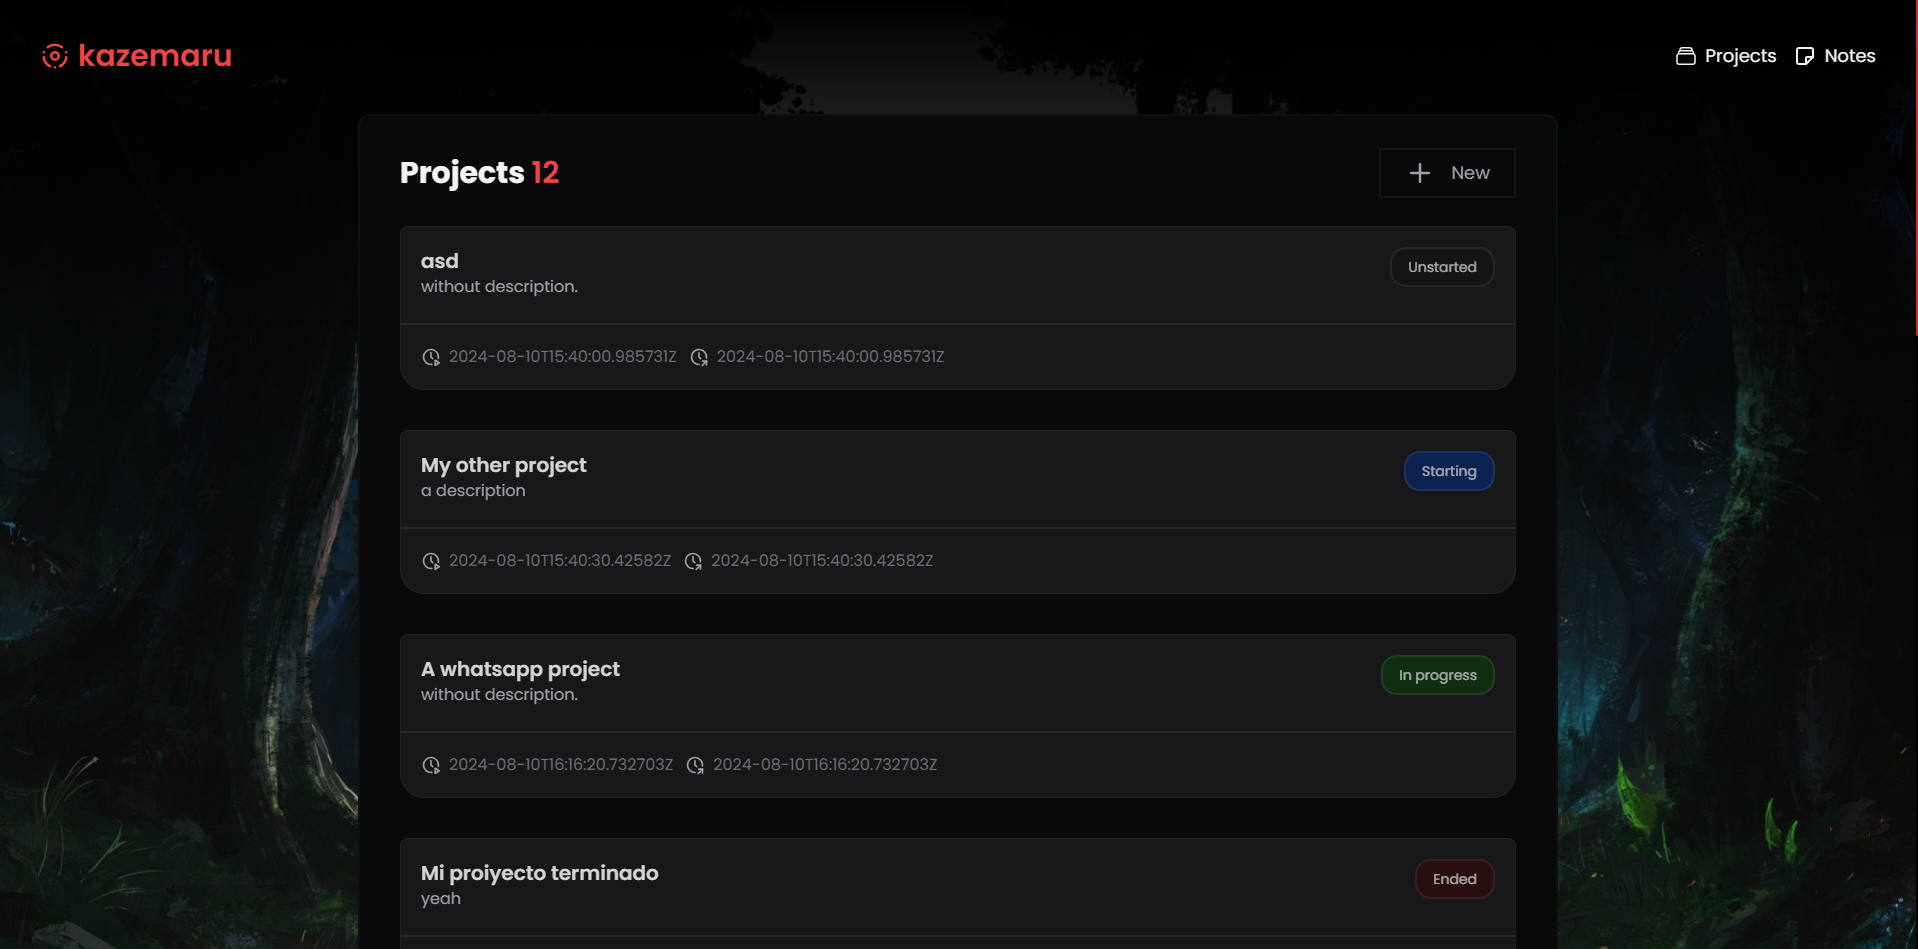 kazemaru
Projects
Notes
Projects 12
New
asd
Unstarted
without description.
2024-08-10T15:40:00.985731Z 2024-08-10T15:40:00.985731Z
My other project
Starting
a description
2024-08-10T15:40:30.42582Z 2024-08-10T15:40:30.42582Z
A whatsapp project
In progress
without description.
2024-08-10T16:16:20.732703Z 2024-08-10T16:16:20.732703Z
Mi proiyecto terminado
Ended
yeah